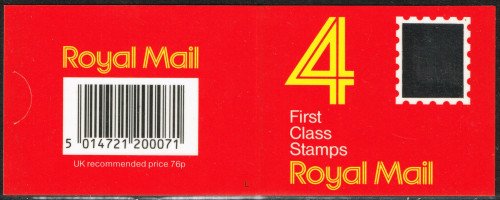 Royal Mail
5 014721 200071
UK recommended price 76p
4
First
Class
Stamps
Royal Mail